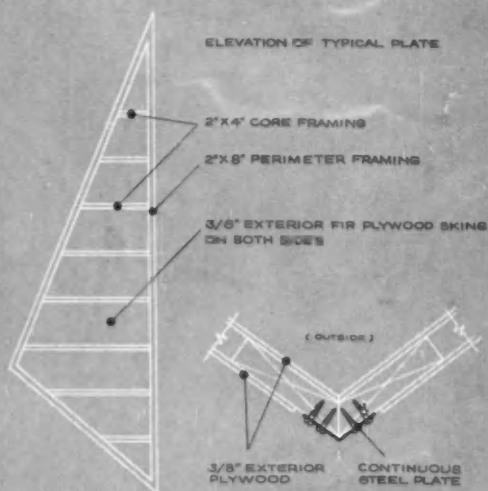 ELEVATION OF TYPICAL PLATE
2"X4" CORE FRAMING
2"X8" PERIMETER FRAMING
3/8" EXTERIOR FIR PLYWOOD SKINS
ON BOTH SIDES
( OUTSIDE )
3/8" EXTERIOR
PLYWOOD
CONTINUOUS
STEEL PLATE